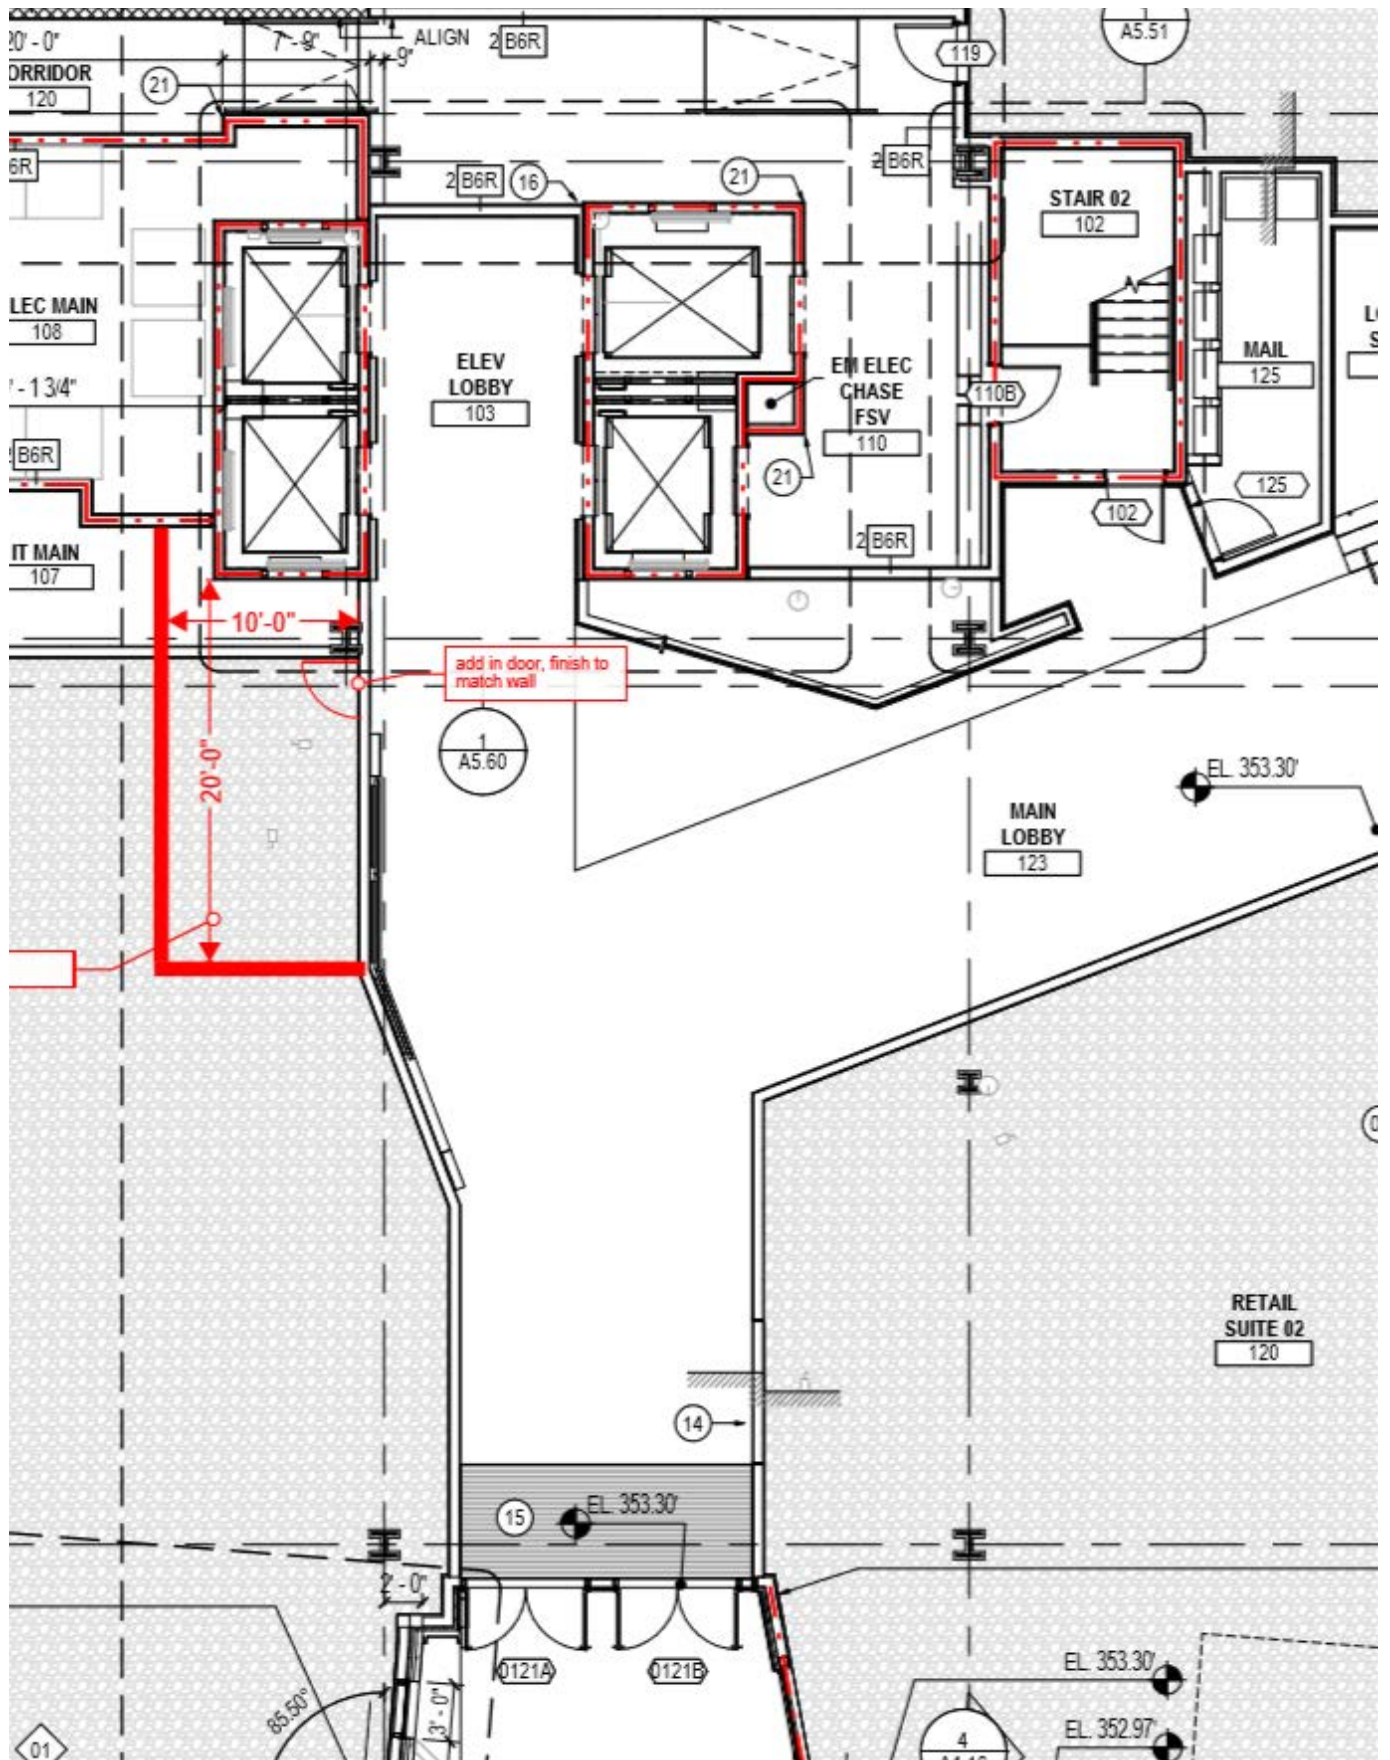 A5.51
20' - 0"
7' - 9"
ALIGN
9"
2 B6R
119
ORRIDOR
120
21
6R
2 B6R
16
21
2 B6R
STAIR 02
102
LEC MAIN
108
' - 1 3/4"
B6R
ELEV
LOBBY
103
EM ELEC
CHASE
FSV
110
110B
MAIL
125
21
125
102
2 B6R
IT MAIN
107
10'-0"
add in door, finish to
match wall
1
A5.60
20'-0"
EL. 353.30'
MAIN
LOBBY
123
RETAIL
SUITE 02
120
14
15
EL. 353.30'
2' - 0"
0121A
0121B
3' - 0"
85.50°
01
EL. 353.30'
4
EL. 352.97'